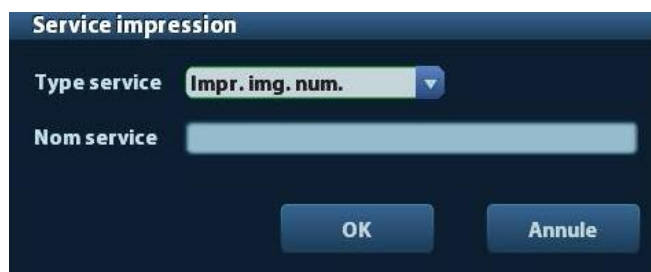 Service impression
Type service Impr. img. num.
Nom service
OK Annule